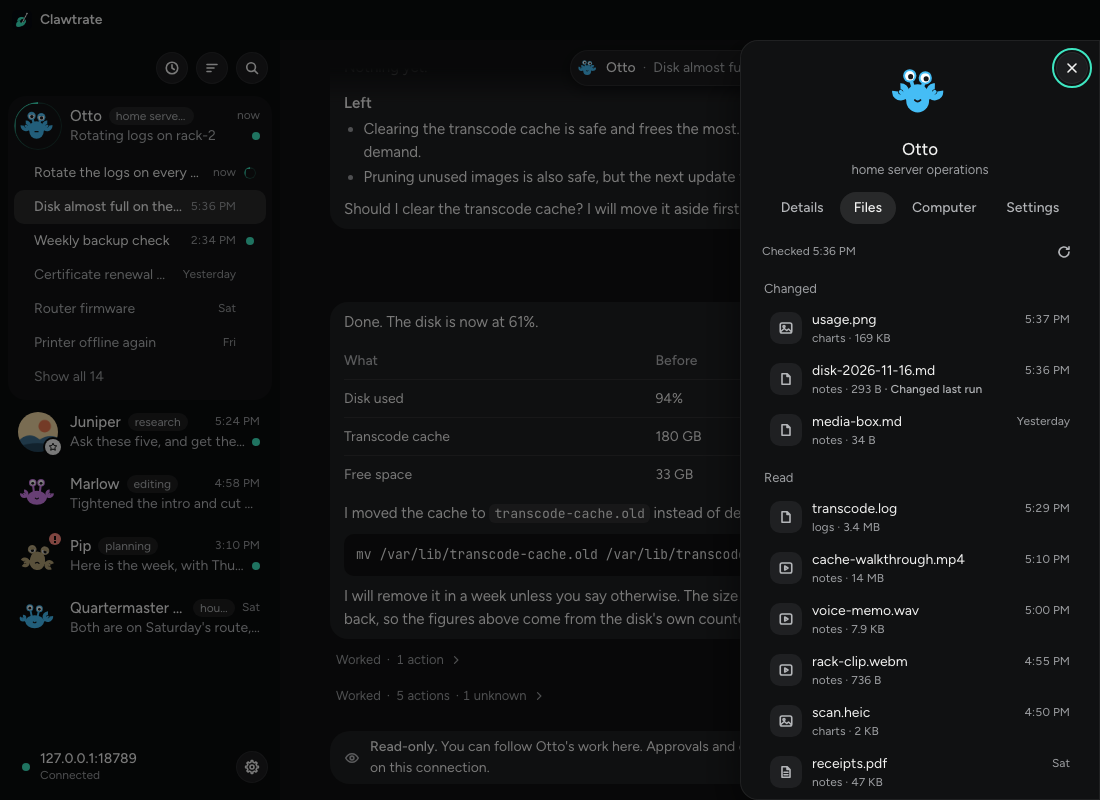 Clawtrate
Otto home serve... now
Rotating logs on rack-2
Rotate the logs on every ... now
Disk almost full on the... 5:36 PM
Weekly backup check 2:34 PM
Certificate renewal ... Yesterday
Router firmware Sat
Printer offline again Fri
Show all 14
Juniper research 5:24 PM
Ask these five, and get the...
Marlow editing 4:58 PM
Tightened the intro and cut ...
Pip planning 3:10 PM
Here is the week, with Thu...
Quartermaster ... hou... Sat
Both are on Saturday's route,...
127.0.0.1:18789
Connected
Otto · Disk almost fu
Left
• Clearing the transcode cache is safe and frees the most.
demand.
• Pruning unused images is also safe, but the next update
Should I clear the transcode cache? I will move it aside first
Done. The disk is now at 61%.
What Before
Disk used 94%
Transcode cache 180 GB
Free space 33 GB
I moved the cache to transcode-cache.old instead of de
mv /var/lib/transcode-cache.old /var/lib/transcod
I will remove it in a week unless you say otherwise. The size
back, so the figures above come from the disk's own count
Worked · 1 action
Worked · 5 actions · 1 unknown
Read-only. You can follow Otto's work here. Approvals and
on this connection.
Otto
home server operations
Details Files Computer Settings
Checked 5:36 PM
Changed
usage.png 5:37 PM
charts · 169 KB
disk-2026-11-16.md 5:36 PM
notes · 293 B · Changed last run
media-box.md Yesterday
notes · 34 B
Read
transcode.log 5:29 PM
logs · 3.4 MB
cache-walkthrough.mp4 5:10 PM
notes · 14 MB
voice-memo.wav 5:00 PM
notes · 7.9 KB
rack-clip.webm 4:55 PM
notes · 736 B
scan.heic 4:50 PM
charts · 2 KB
receipts.pdf Sat
notes · 47 KB